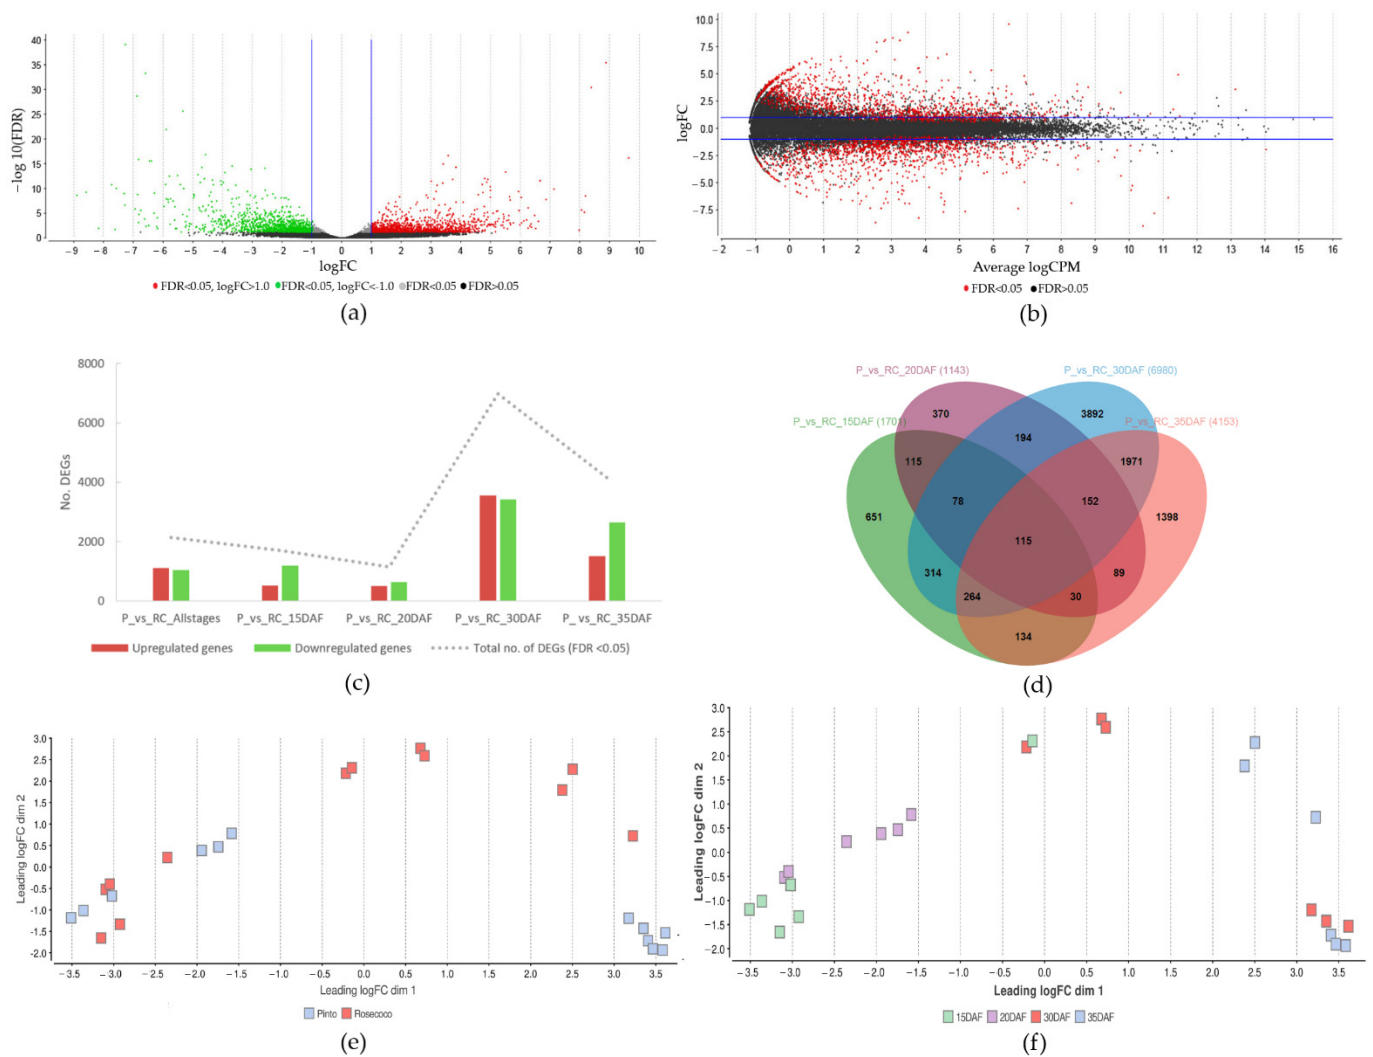 40
35
30
25
20
15
10
5
0
−log 10(FDR)
−9 −8 −7 −6 −5 −4 −3 −2 −1 0 1 2 3 4 5 6 7 8 9 10
logFC
FDR<0.05, logFC>1.0 FDR<0.05, logFC<-1.0 FDR<0.05 FDR>0.05
(a)
10.0
7.5
5.0
2.5
0.0
−2.5
−5.0
−7.5
logFC
−2 −1 0 1 2 3 4 5 6 7 8 9 10 11 12 13 14 15 16
Average logCPM
FDR<0.05 FDR>0.05
(b)
8000
6000
4000
2000
0
No. DEGs
P_vs_RC_Allstages P_vs_RC_15DAF P_vs_RC_20DAF P_vs_RC_30DAF P_vs_RC_35DAF
Upregulated genes Downregulated genes Total no. of DEGs (FDR <0.05)
(c)
P_vs_RC_20DAF (1143) P_vs_RC_30DAF (6980)
P_vs_RC_15DAF (1701) P_vs_RC_35DAF (4153)
370 3892
194
115 1971
78 152
651 1398
115
314 89
264 30
134
(d)
3.0
2.5
2.0
1.5
1.0
0.5
0.0
−0.5
−1.0
−1.5
−2.0
Leading logFC dim 2
−3.5 −3.0 −2.5 −2.0 −1.5 −1.0 −0.5 0.0 0.5 1.0 1.5 2.0 2.5 3.0 3.5
Leading logFC dim 1
Pinto Rosecoco
(e)
3.0
2.5
2.0
1.5
1.0
0.5
0.0
−0.5
−1.0
−1.5
−2.0
Leading logFC dim 2
−3.5 −3.0 −2.5 −2.0 −1.5 −1.0 −0.5 0.0 0.5 1.0 1.5 2.0 2.5 3.0 3.5
Leading logFC dim 1
15DAF 20DAF 30DAF 35DAF
(f)